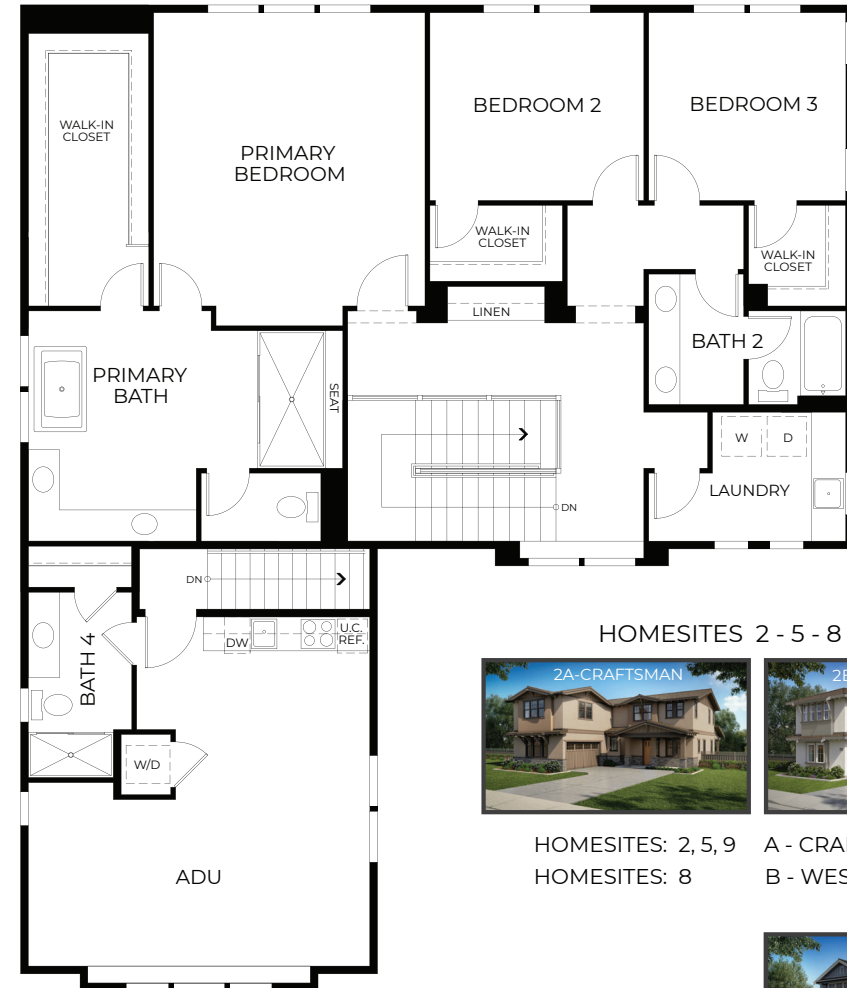 BEDROOM 2
BEDROOM 3
WALK-IN
CLOSET
PRIMARY
BEDROOM
WALK-IN
CLOSET
WALK-IN
CLOSET
LINEN
BATH 2
PRIMARY
BATH
SEAT
W
D
LAUNDRY
DN
DN
DW
U.C.
REF.
BATH 4
W/D
ADU
HOMESITES 2 - 5 - 8
2A-CRAFTSMAN
HOMESITES: 2, 5, 9 A - CRA
HOMESITES: 8 B - WES